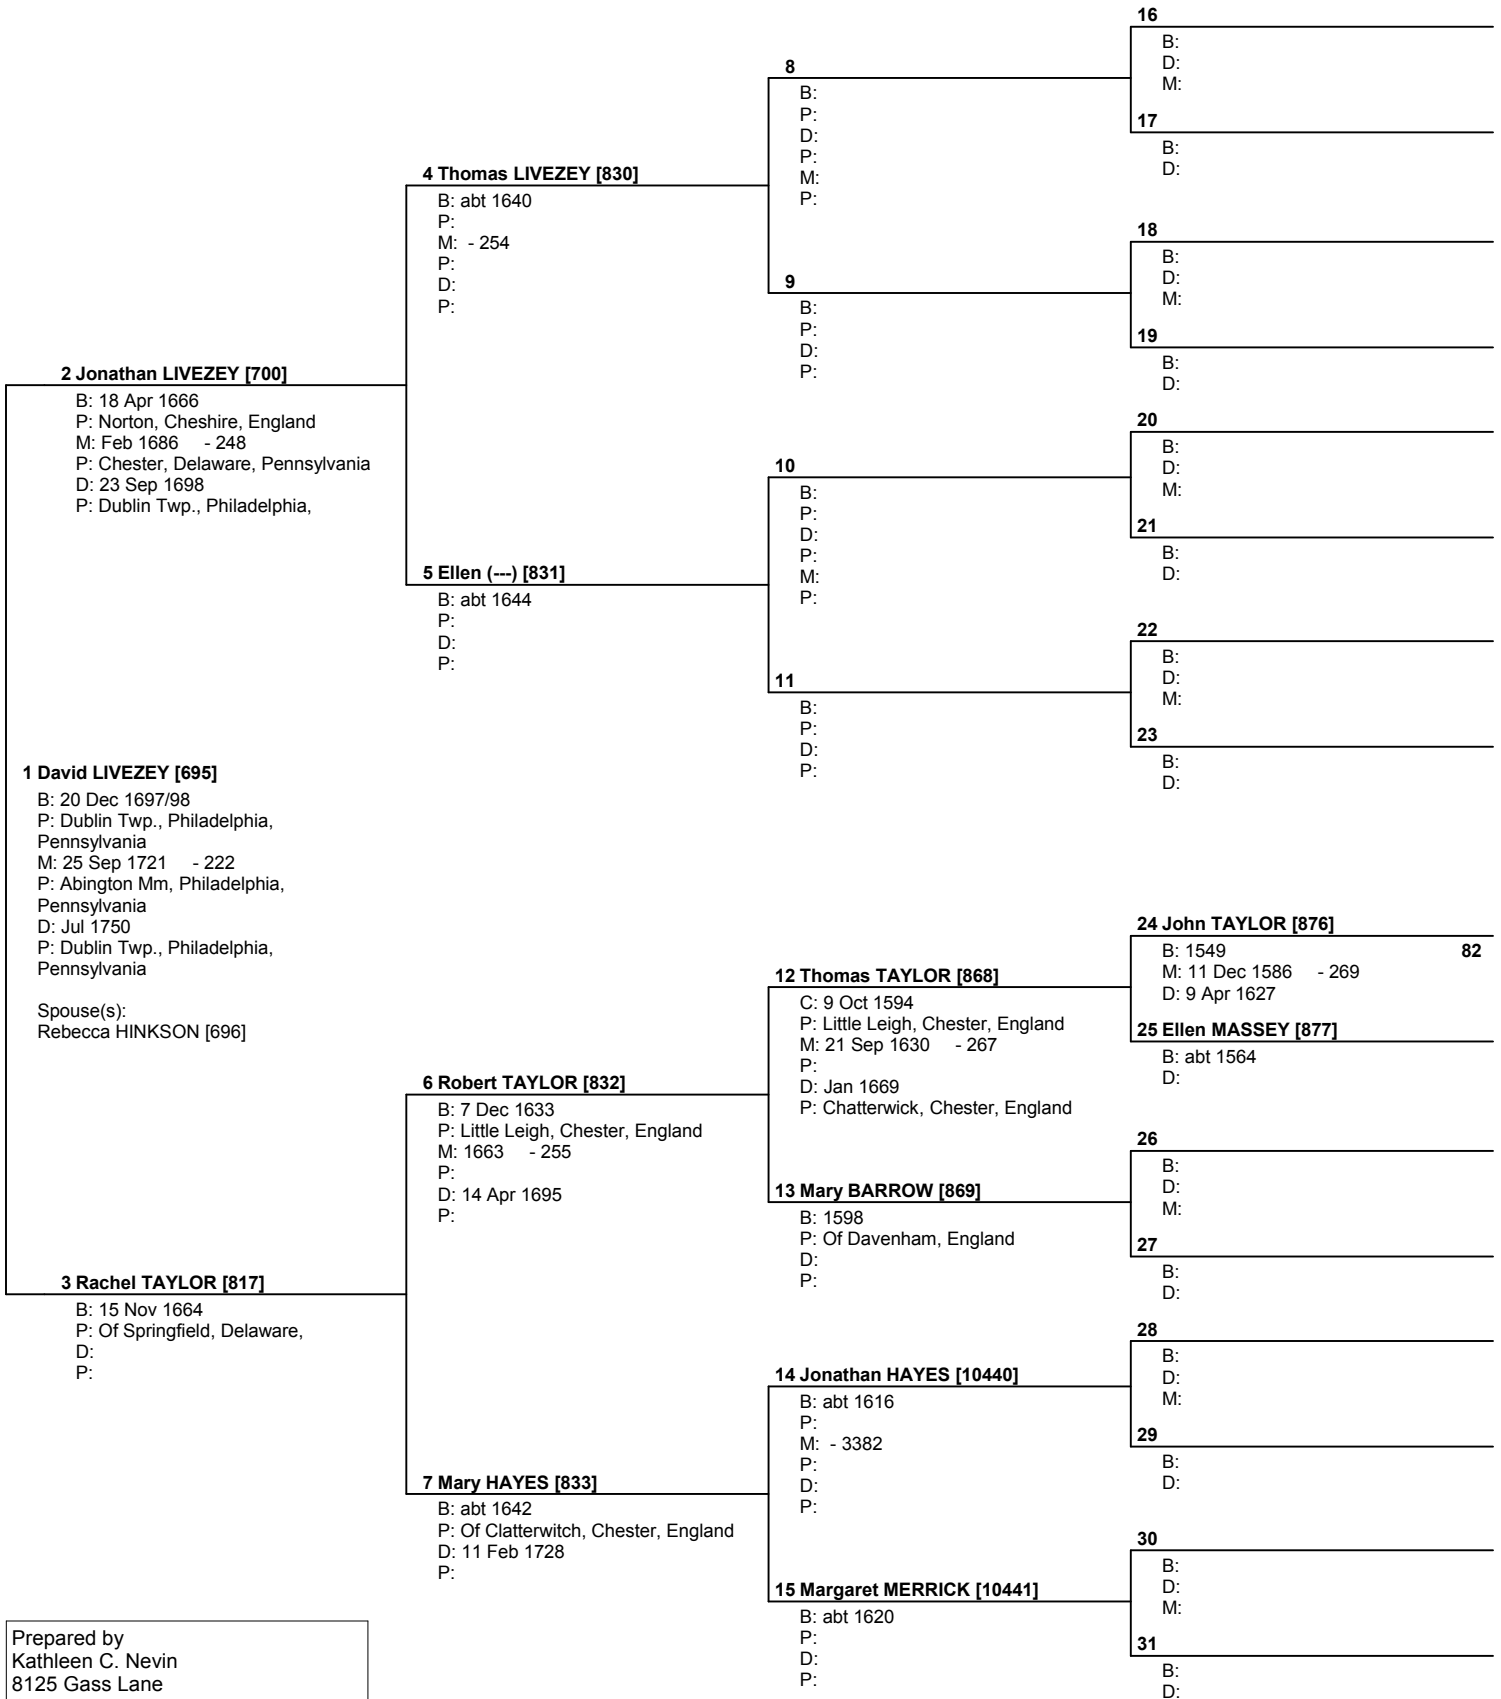 16
B:
D:
M:
8
B:
P:
D:
P:
M:
P:
17
B:
D:
4 Thomas LIVEZEY [830]
B: abt 1640
P:
M: - 254
P:
D:
P:
18
B:
D:
M:
9
B:
P:
D:
P:
19
B:
D:
2 Jonathan LIVEZEY [700]
B: 18 Apr 1666
P: Norton, Cheshire, England
M: Feb 1686 - 248
P: Chester, Delaware, Pennsylvania
D: 23 Sep 1698
P: Dublin Twp., Philadelphia,
20
B:
D:
M:
10
B:
P:
D:
P:
M:
P:
21
B:
D:
5 Ellen (---) [831]
B: abt 1644
P:
D:
P:
22
B:
D:
M:
11
B:
P:
D:
P:
23
B:
D:
1 David LIVEZEY [695]
B: 20 Dec 1697/98
P: Dublin Twp., Philadelphia,
Pennsylvania
M: 25 Sep 1721 - 222
P: Abington Mm, Philadelphia,
Pennsylvania
D: Jul 1750
P: Dublin Twp., Philadelphia,
Pennsylvania
Spouse(s):
Rebecca HINKSON [696]
24 John TAYLOR [876]
B: 1549 82
M: 11 Dec 1586 - 269
D: 9 Apr 1627
12 Thomas TAYLOR [868]
C: 9 Oct 1594
P: Little Leigh, Chester, England
M: 21 Sep 1630 - 267
P:
D: Jan 1669
P: Chatterwick, Chester, England
25 Ellen MASSEY [877]
B: abt 1564
D:
6 Robert TAYLOR [832]
B: 7 Dec 1633
P: Little Leigh, Chester, England
M: 1663 - 255
P:
D: 14 Apr 1695
P:
26
B:
D:
M:
13 Mary BARROW [869]
B: 1598
P: Of Davenham, England
D:
P:
27
B:
D:
3 Rachel TAYLOR [817]
B: 15 Nov 1664
P: Of Springfield, Delaware,
D:
P:
28
B:
D:
M:
14 Jonathan HAYES [10440]
B: abt 1616
P:
M: - 3382
P:
D:
P:
29
B:
D:
7 Mary HAYES [833]
B: abt 1642
P: Of Clatterwitch, Chester, England
D: 11 Feb 1728
P:
30
B:
D:
M:
15 Margaret MERRICK [10441]
B: abt 1620
P:
D:
P:
31
B:
D:
Prepared by
Kathleen C. Nevin
8125 Gass Lane